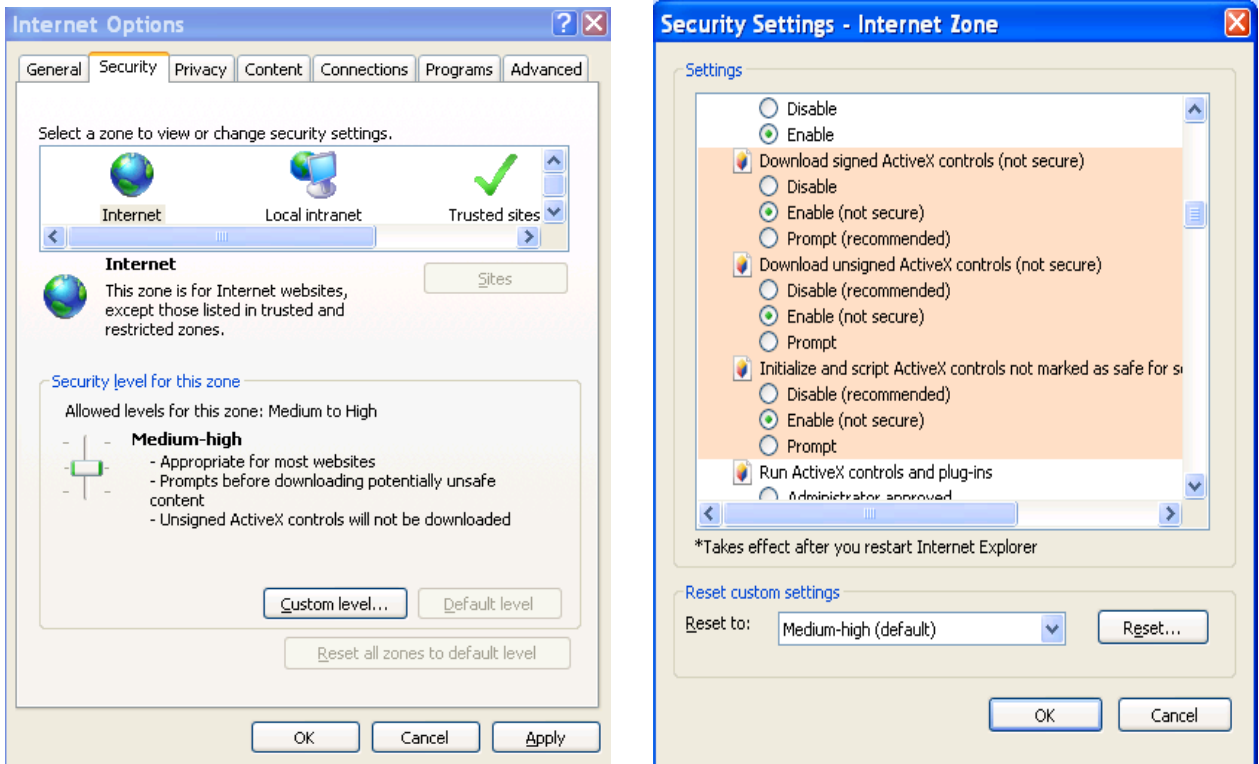 Internet Options
General Security Privacy Content Connections Programs Advanced
Select a zone to view or change security settings.
Internet Local intranet Trusted sites
Internet
Sites
This zone is for Internet websites,
except those listed in trusted and
restricted zones.
Security level for this zone
Allowed levels for this zone: Medium to High
Medium-high
- Appropriate for most websites
- Prompts before downloading potentially unsafe
content
- Unsigned ActiveX controls will not be downloaded
Custom level... Default level
Reset all zones to default level
OK Cancel Apply
Security Settings - Internet Zone
Settings
Disable
Enable
Download signed ActiveX controls (not secure)
Disable
Enable (not secure)
Prompt (recommended)
Download unsigned ActiveX controls (not secure)
Disable (recommended)
Enable (not secure)
Prompt
Initialize and script ActiveX controls not marked as safe for
Disable (recommended)
Enable (not secure)
Prompt
Run ActiveX controls and plug-ins
Administrator approved
*Takes effect after you restart Internet Explorer
Reset custom settings
Reset to: Medium-high (default) Reset...
OK Cancel